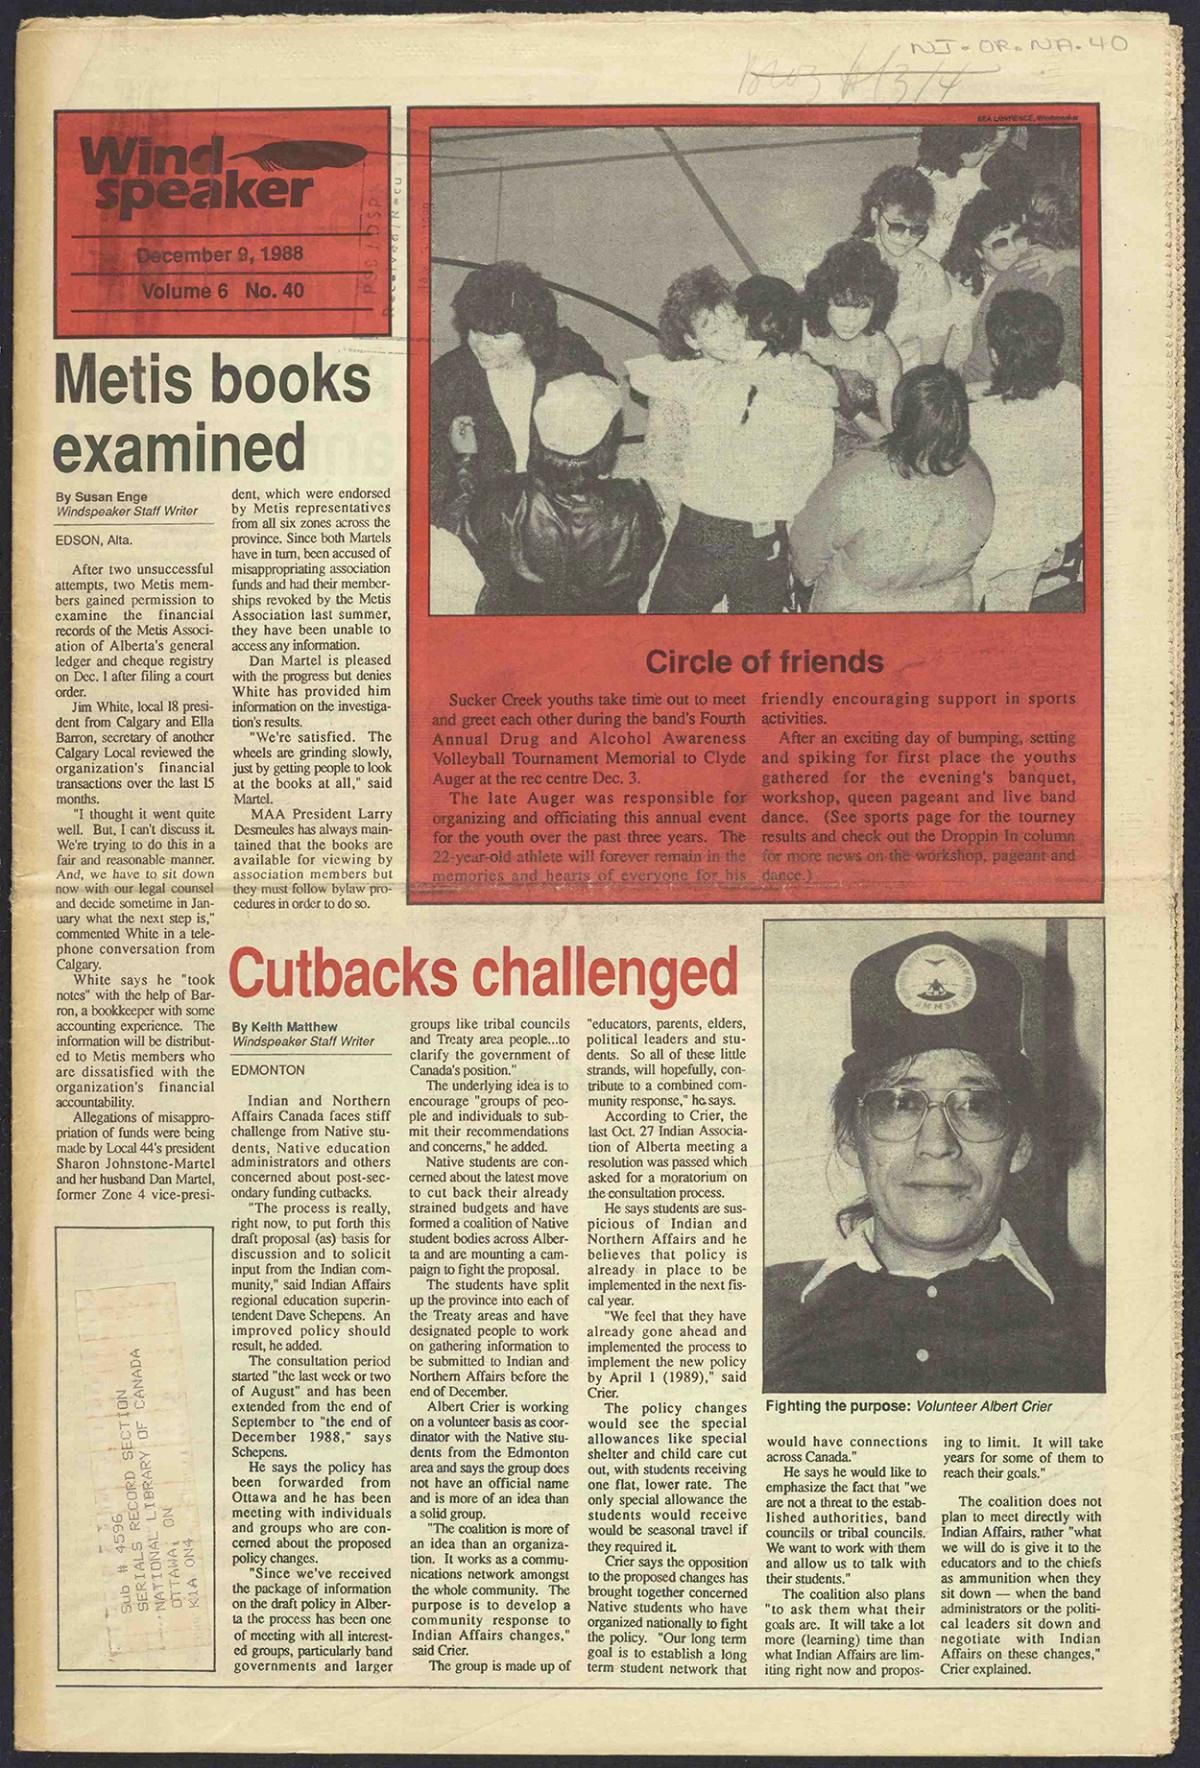 NJ-OR.NA.40
BEA LAWRENCE, Windspeaker
Wind
speaker
December 9, 1988
Volume 6 No. 40
Metis books
examined
By Susan Enge
Windspeaker Staff Writer
EDSON, Alta.
After two unsuccessful
attempts, two Metis mem-
bers gained permission to
examine the financial
records of the Metis Associ-
ation of Alberta's general
ledger and cheque registry
on Dec. 1 after filing a court
order.
Jim White, local 18 presi-
dent from Calgary and Ella
Barron, secretary of another
Calgary Local reviewed the
organization's financial
transactions over the last 15
months.
"I thought it went quite
well. But, I can't discuss it.
We're trying to do this in a
fair and reasonable manner.
And, we have to sit down
now with our legal counsel
and decide sometime in Jan-
uary what the next step is,"
commented White in a tele-
phone conversation from
Calgary.
White says he "took
notes" with the help of Bar-
ron, a bookkeeper with some
accounting experience. The
information will be distribut-
ed to Metis members who
are dissatisfied with the
organization's financial
accountability.
Allegations of misappro-
priation of funds were being
made by Local 44's president
Sharon Johnstone-Martel
and her husband Dan Martel,
former Zone 4 vice-presi-
dent, which were endorsed
by Metis representatives
from all six zones across the
province. Since both Martels
have in turn, been accused of
misappropriating association
funds and had their member-
ships revoked by the Metis
Association last summer,
they have been unable to
access any information.
Dan Martel is pleased
with the progress but denies
White has provided him
information on the investiga-
tion's results.
"We're satisfied. The
wheels are grinding slowly,
just by getting people to look
at the books at all," said
Martel.
MAA President Larry
Desmeules has always main-
tained that the books are
available for viewing by
association members but
they must follow bylaw pro-
cedures in order to do so.
Circle of friends
Sucker Creek youths take time out to meet
and greet each other during the band's Fourth
Annual Drug and Alcohol Awareness
Volleyball Tournament Memorial to Clyde
Auger at the rec centre Dec. 3.
The late Auger was responsible for
organizing and officiating this annual event
for the youth over the past three years. The
22-year-old athlete will forever remain in the
memories and hearts of everyone for his
friendly encouraging support in sports
activities.
After an exciting day of bumping, setting
and spiking for first place the youths
gathered for the evening's banquet,
workshop, queen pageant and live band
dance. (See sports page for the tourney
results and check out the Droppin In column
for more news on the workshop, pageant and
dance.)
Cutbacks challenged
By Keith Matthew
Windspeaker Staff Writer
EDMONTON
Indian and Northern
Affairs Canada faces stiff
challenge from Native stu-
dents, Native education
administrators and others
concerned about post-sec-
ondary funding cutbacks.
"The process is really,
right now, to put forth this
draft proposal (as) basis for
discussion and to solicit
input from the Indian com-
munity," said Indian Affairs
regional education superin-
tendent Dave Schepens. An
improved policy should
result, he added.
The consultation period
started "the last week or two
of August" and has been
extended from the end of
September to "the end of
December 1988," says
Schepens.
He says the policy has
been forwarded from
Ottawa and he has been
meeting with individuals
and groups who are con-
cerned about the proposed
policy changes.
"Since we've received
the package of information
on the draft policy in Alber-
ta the process has been one
of meeting with all interest-
ed groups, particularly band
governments and larger
groups like tribal councils
and Treaty area people...to
clarify the government of
Canada's position."
The underlying idea is to
encourage "groups of peo-
ple and individuals to sub-
mit their recommendations
and concerns," he added.
Native students are con-
cerned about the latest move
to cut back their already
strained budgets and have
formed a coalition of Native
student bodies across Alber-
ta and are mounting a cam-
paign to fight the proposal.
The students have split
up the province into each of
the Treaty areas and have
designated people to work
on gathering information to
be submitted to Indian and
Northern Affairs before the
end of December.
Albert Crier is working
on a volunteer basis as coor-
dinator with the Native stu-
dents from the Edmonton
area and says the group does
not have an official name
and is more of an idea than
a solid group.
"The coalition is more of
an idea than an organiza-
tion. It works as a commu-
nications network amongst
the whole community. The
purpose is to develop a
community response to
Indian Affairs changes,"
said Crier.
The group is made up of
"educators, parents, elders,
political leaders and stu-
dents. So all of these little
strands, will hopefully, con-
tribute to a combined com-
munity response," he says.
According to Crier, the
last Oct. 27 Indian Associa-
tion of Alberta meeting a
resolution was passed which
asked for a moratorium on
the consultation process.
He says students are sus-
picious of Indian and
Northern Affairs and he
believes that policy is
already in place to be
implemented in the next fis-
cal year.
"We feel that they have
already gone ahead and
implemented the process to
implement the new policy
by April 1 (1989)," said
Crier.
The policy changes
would see the special
allowances like special
shelter and child care cut
out, with students receiving
one flat, lower rate. The
only special allowance the
students would receive
would be seasonal travel if
they required it.
Crier says the opposition
to the proposed changes has
brought together concerned
Native students who have
organized nationally to fight
the policy. "Our long term
goal is to establish a long
term student network that
AMMSA
Fighting the purpose: Volunteer Albert Crier
would have connections
across Canada."
He says he would like to
emphasize the fact that "we
are not a threat to the estab-
lished authorities, band
councils or tribal councils.
We want to work with them
and allow us to talk with
their students."
The coalition also plans
"to ask them what their
goals are. It will take a lot
more (learning) time than
what Indian Affairs are lim-
iting right now and propos-
ing to limit. It will take
years for some of them to
reach their goals."
The coalition does not
plan to meet directly with
Indian Affairs, rather "what
we will do is give it to the
educators and to the chiefs
as ammunition when they
sit down — when the band
administrators or the politi-
cal leaders sit down and
negotiate with Indian
Affairs on these changes,"
Crier explained.
Sub # 4596
SERIALS RECORD SECTION
NATIONAL LIBRARY OF CANADA
OTTAWA, ON
K1A 0N4